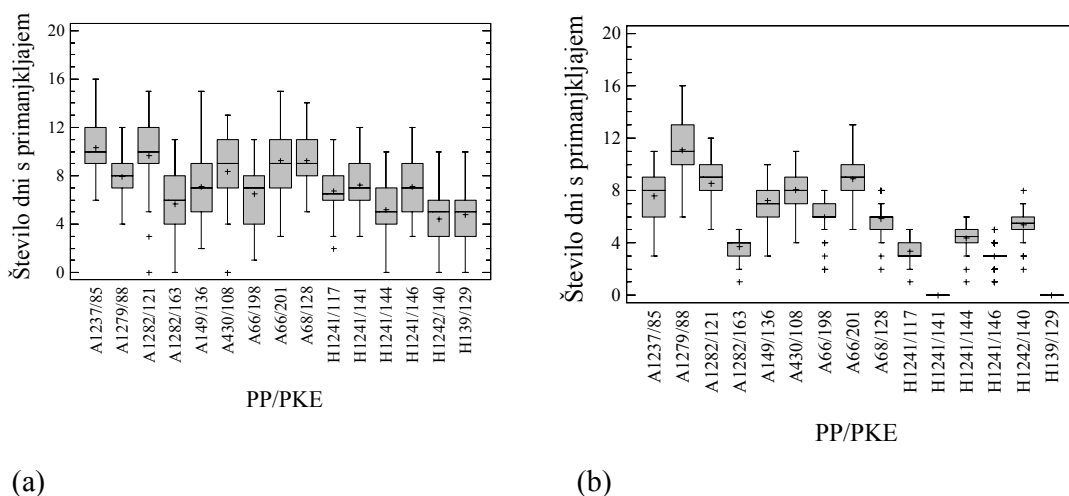 Število dni s primanjkljajem
20
16
12
8
4
0
A1237/85
A1279/88
A1282/121
A1282/163
A149/136
A430/108
A66/198
A66/201
A68/128
H1241/117
H1241/141
H1241/144
H1241/146
H1242/140
H139/129
PP/PKE
(a)
Število dni s primanjkljajem
20
16
12
8
4
0
A1237/85
A1279/88
A1282/121
A1282/163
A149/136
A430/108
A66/198
A66/201
A68/128
H1241/117
H1241/141
H1241/144
H1241/146
H1242/140
H139/129
PP/PKE
(b)